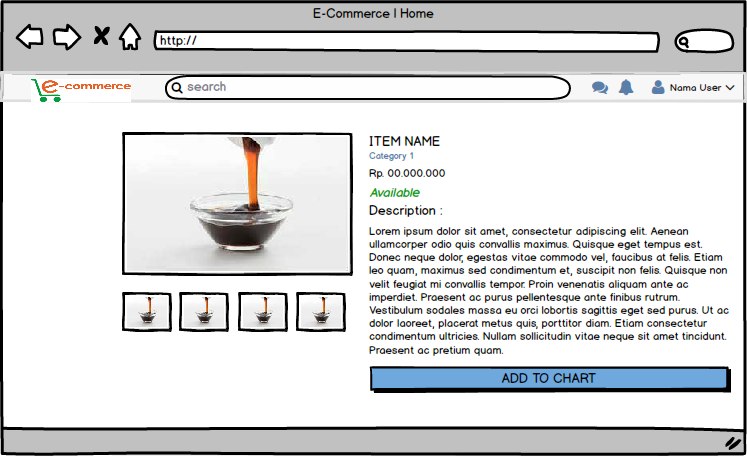 E-Commerce | Home
http://
e-commerce
search
Nama User
ITEM NAME
Category 1
Rp. 00.000.000
Available
Description :
Lorem ipsum dolor sit amet, consectetur adipiscing elit. Aenean
ullamcorper odio quis convallis maximus. Quisque eget tempus est.
Donec neque dolor, egestas vitae commodo vel, faucibus at felis. Etiam
leo quam, maximus sed condimentum et, suscipit non felis. Quisque non
velit feugiat mi convallis tempor. Proin venenatis aliquam ante ac
imperdiet. Praesent ac purus pellentesque ante finibus rutrum.
Vestibulum sodales massa eu orci lobortis sagittis eget sed purus. Ut ac
dolor laoreet, placerat metus quis, porttitor diam. Etiam consectetur
condimentum ultricies. Nullam sollicitudin vitae neque sit amet tincidunt.
Praesent ac pretium quam.
ADD TO CHART